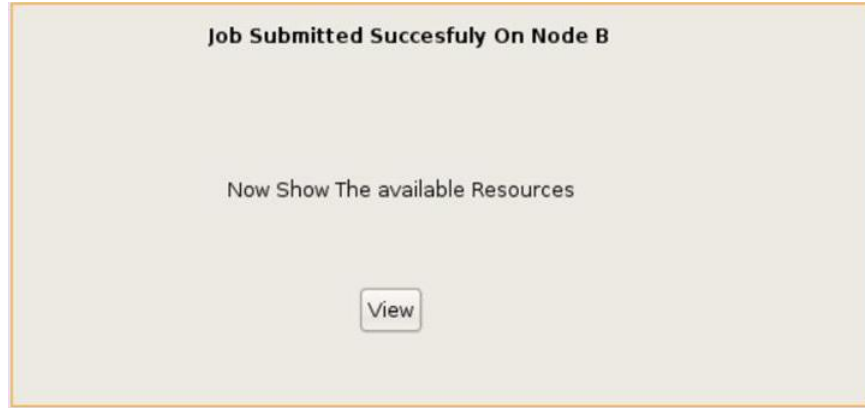 Job Submitted Succesfuly On Node B
Now Show The available Resources
View